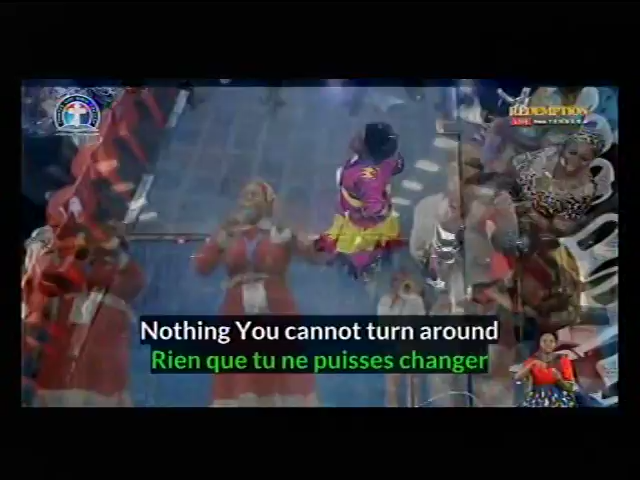 REDEMPTION
LIVE
Nothing You cannot turn around
Rien que tu ne puisses changer